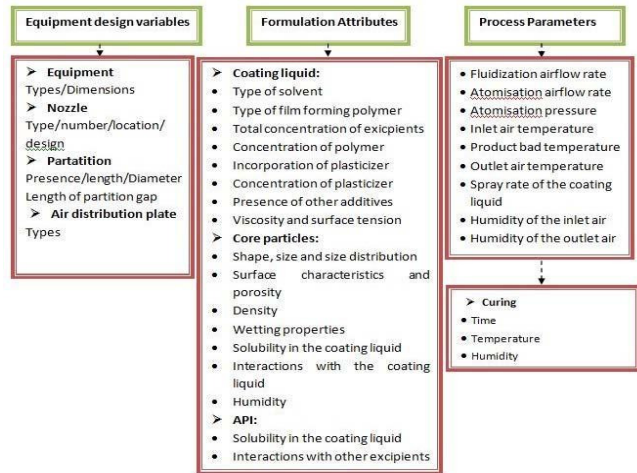 Equipment design variables
➤ Equipment
Types/Dimensions
➤ Nozzle
Type/number/location/
design
➤ Partatition
Presence/length/Diameter
Length of partition gap
➤ Air distribution plate
Types
Formulation Attributes
➤ Coating liquid:
• Type of solvent
• Type of film forming polymer
• Total concentration of exicpients
• Concentration of polymer
• Incorporation of plastizizer
• Concentration of plastizizer
• Presence of other additives
• Viscosity and surface tension
➤ Core particles:
• Shape, size and size distribution
• Surface characteristics and
porosity
• Density
• Wetting properties
• Solubility in the coating liquid
• Interactions with the coating
liquid
• Humidity
➤ API:
• Solubility in the coating liquid
• Interactions with other excipients
Process Parameters
• Fluidization airflow rate
• Atomisation airflow rate
• Atomisation pressure
• Inlet air temperature
• Product bad temperature
• Outlet air temperature
• Spray rate of the coating
liquid
• Humidity of the inlet air
• Humidity of the outlet air
➤ Curing
• Time
• Temperature
• Humidity